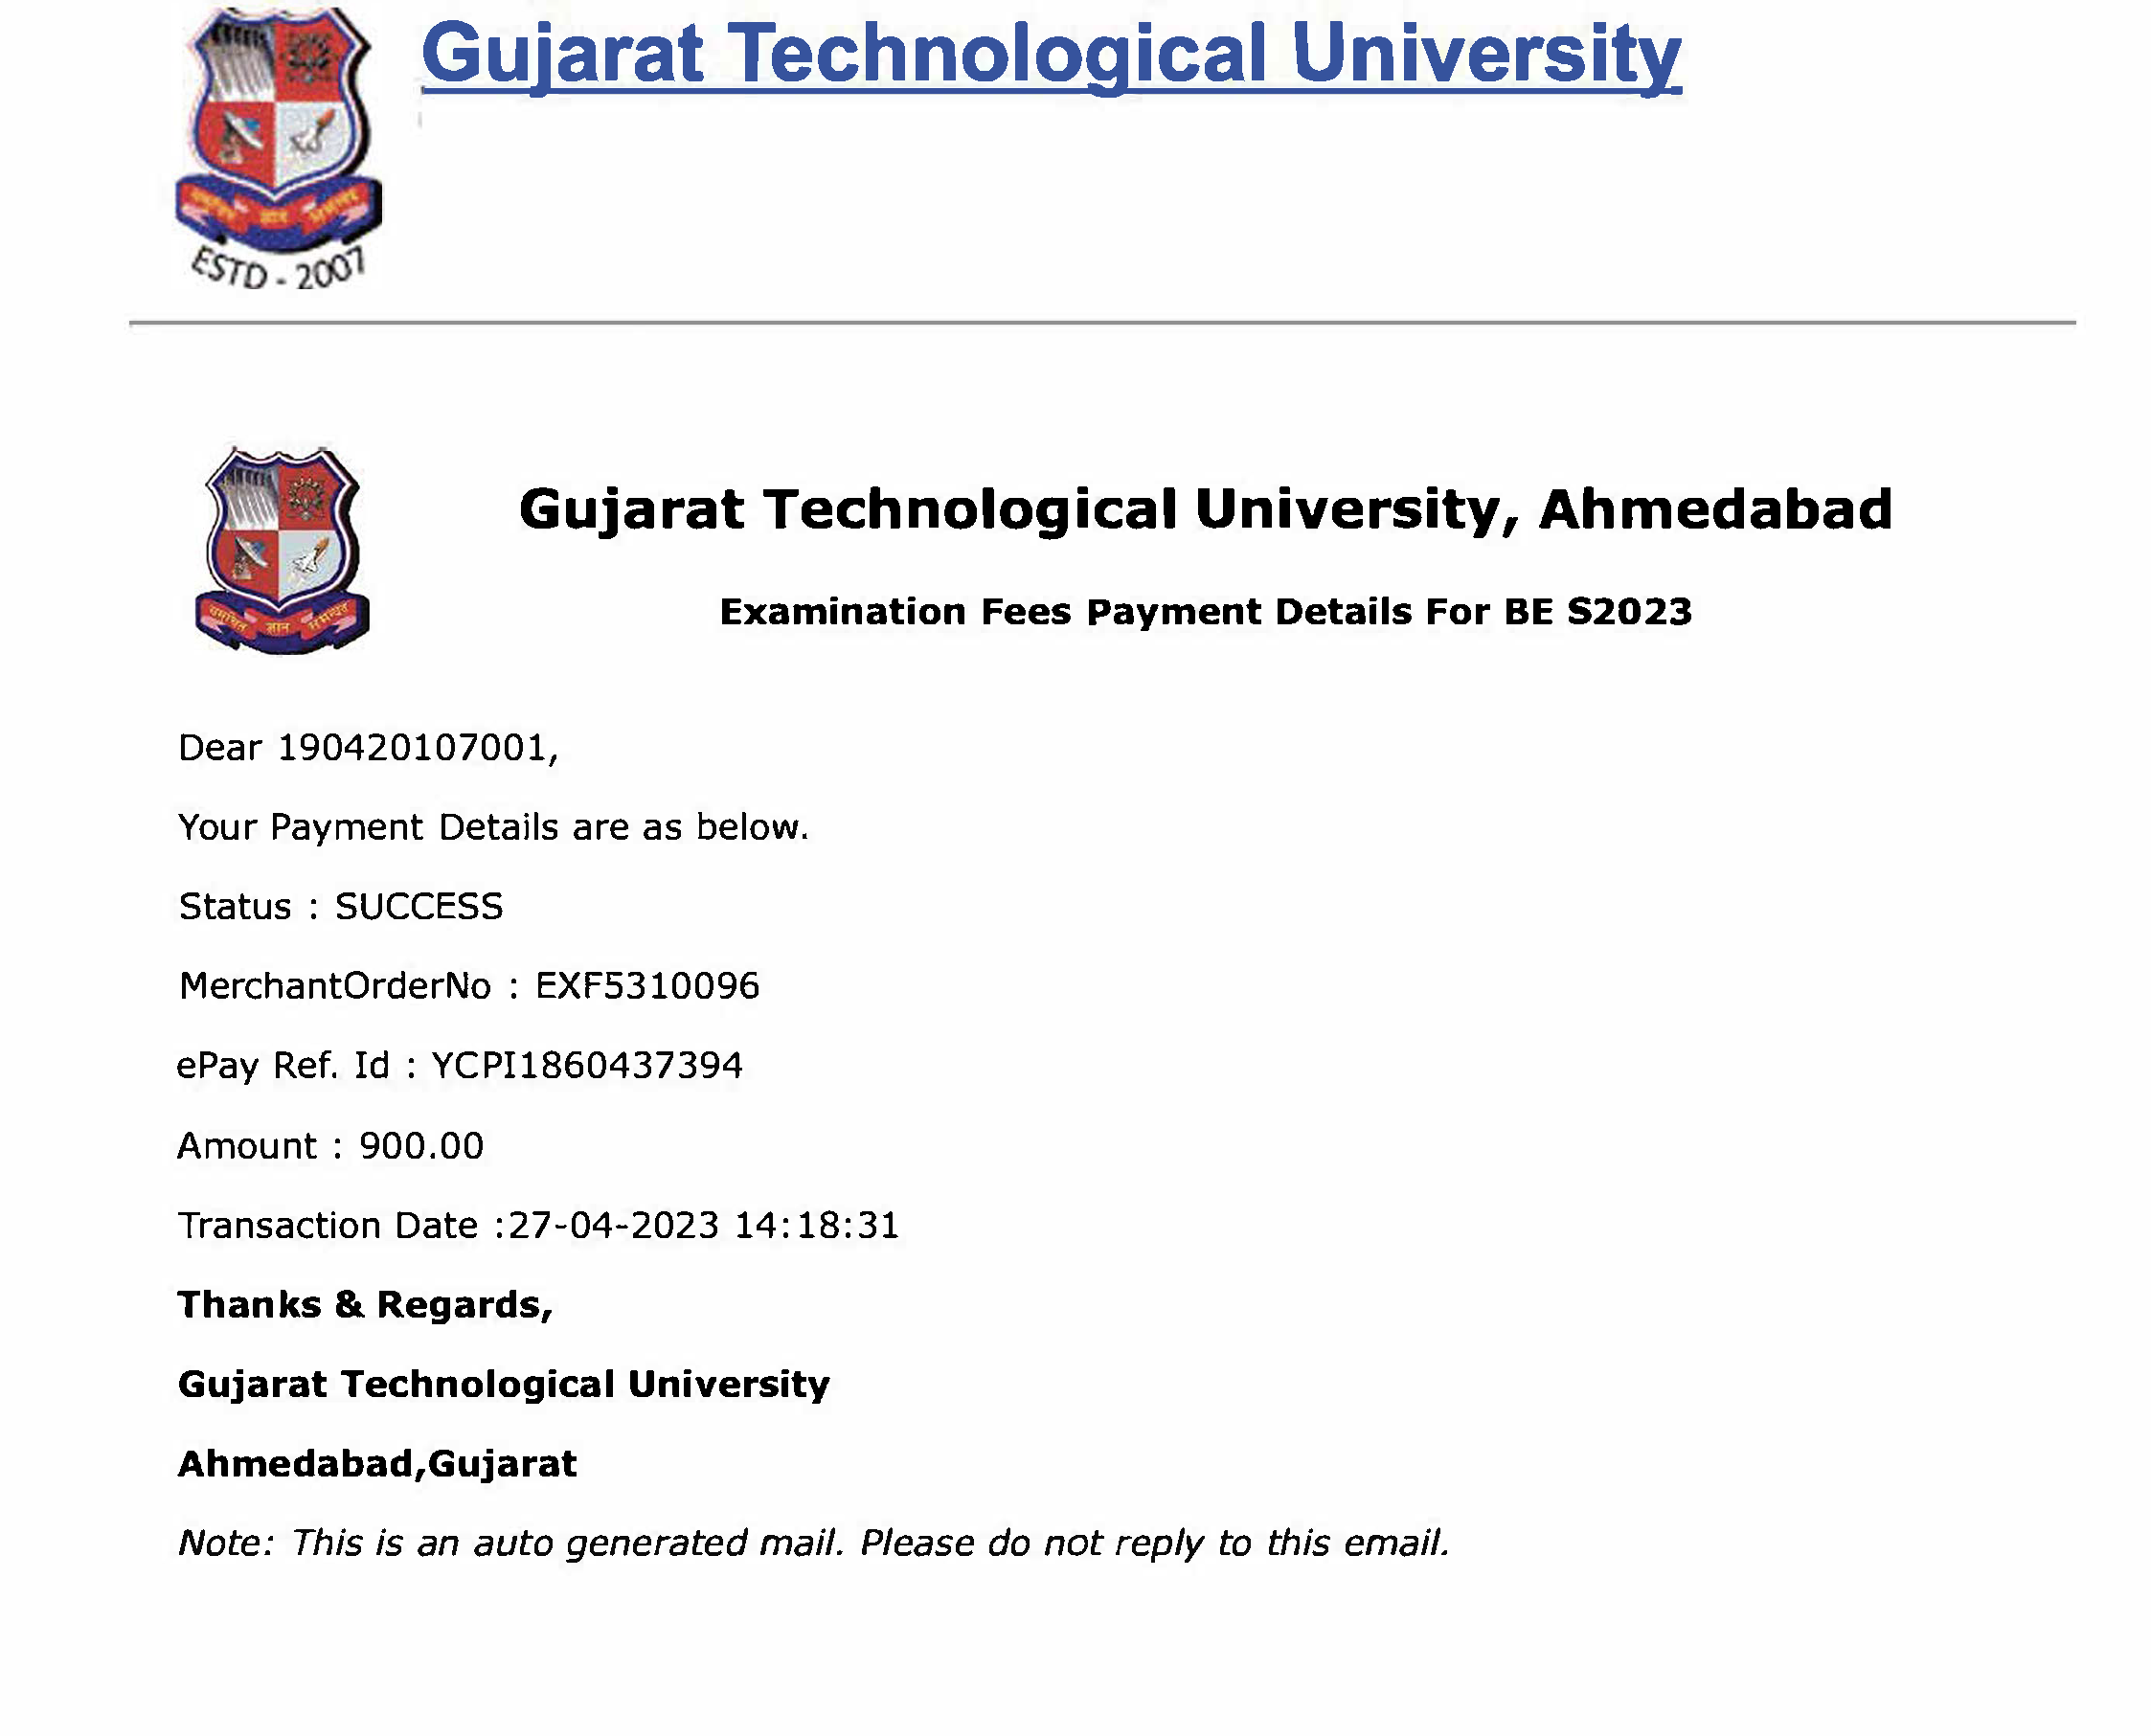 Gujarat Technological University
ESTD - 2007
Gujarat Technological University, Ahmedabad
Examination Fees Payment Details For BE S2023
समुचित ज्ञान समन्वित
Dear 190420107001,
Your Payment Details are as below.
Status : SUCCESS
MerchantOrderNo : EXF5310096
ePay Ref. Id : YCPI1860437394
Amount : 900.00
Transaction Date :27-04-2023 14:18:31
Thanks & Regards,
Gujarat Technological University
Ahmedabad,Gujarat
Note: This is an auto generated mail. Please do not reply to this email.